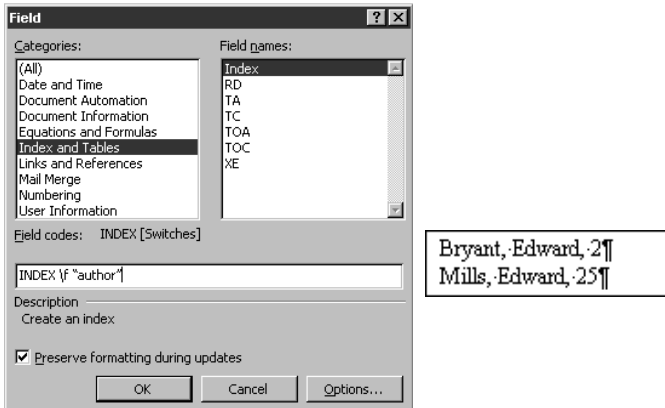 Field
Categories:
(All)
Date and Time
Document Automation
Document Information
Equations and Formulas
Index and Tables
Links and References
Mail Merge
Numbering
User Information
Field names:
Index
RD
TA
TC
TOA
TOC
XE
Field codes: INDEX [Switches]
INDEX \f “author”
Description
Create an index
Preserve formatting during updates
OK Cancel Options...
Bryant,·Edward,·2¶
Mills,·Edward,·25¶